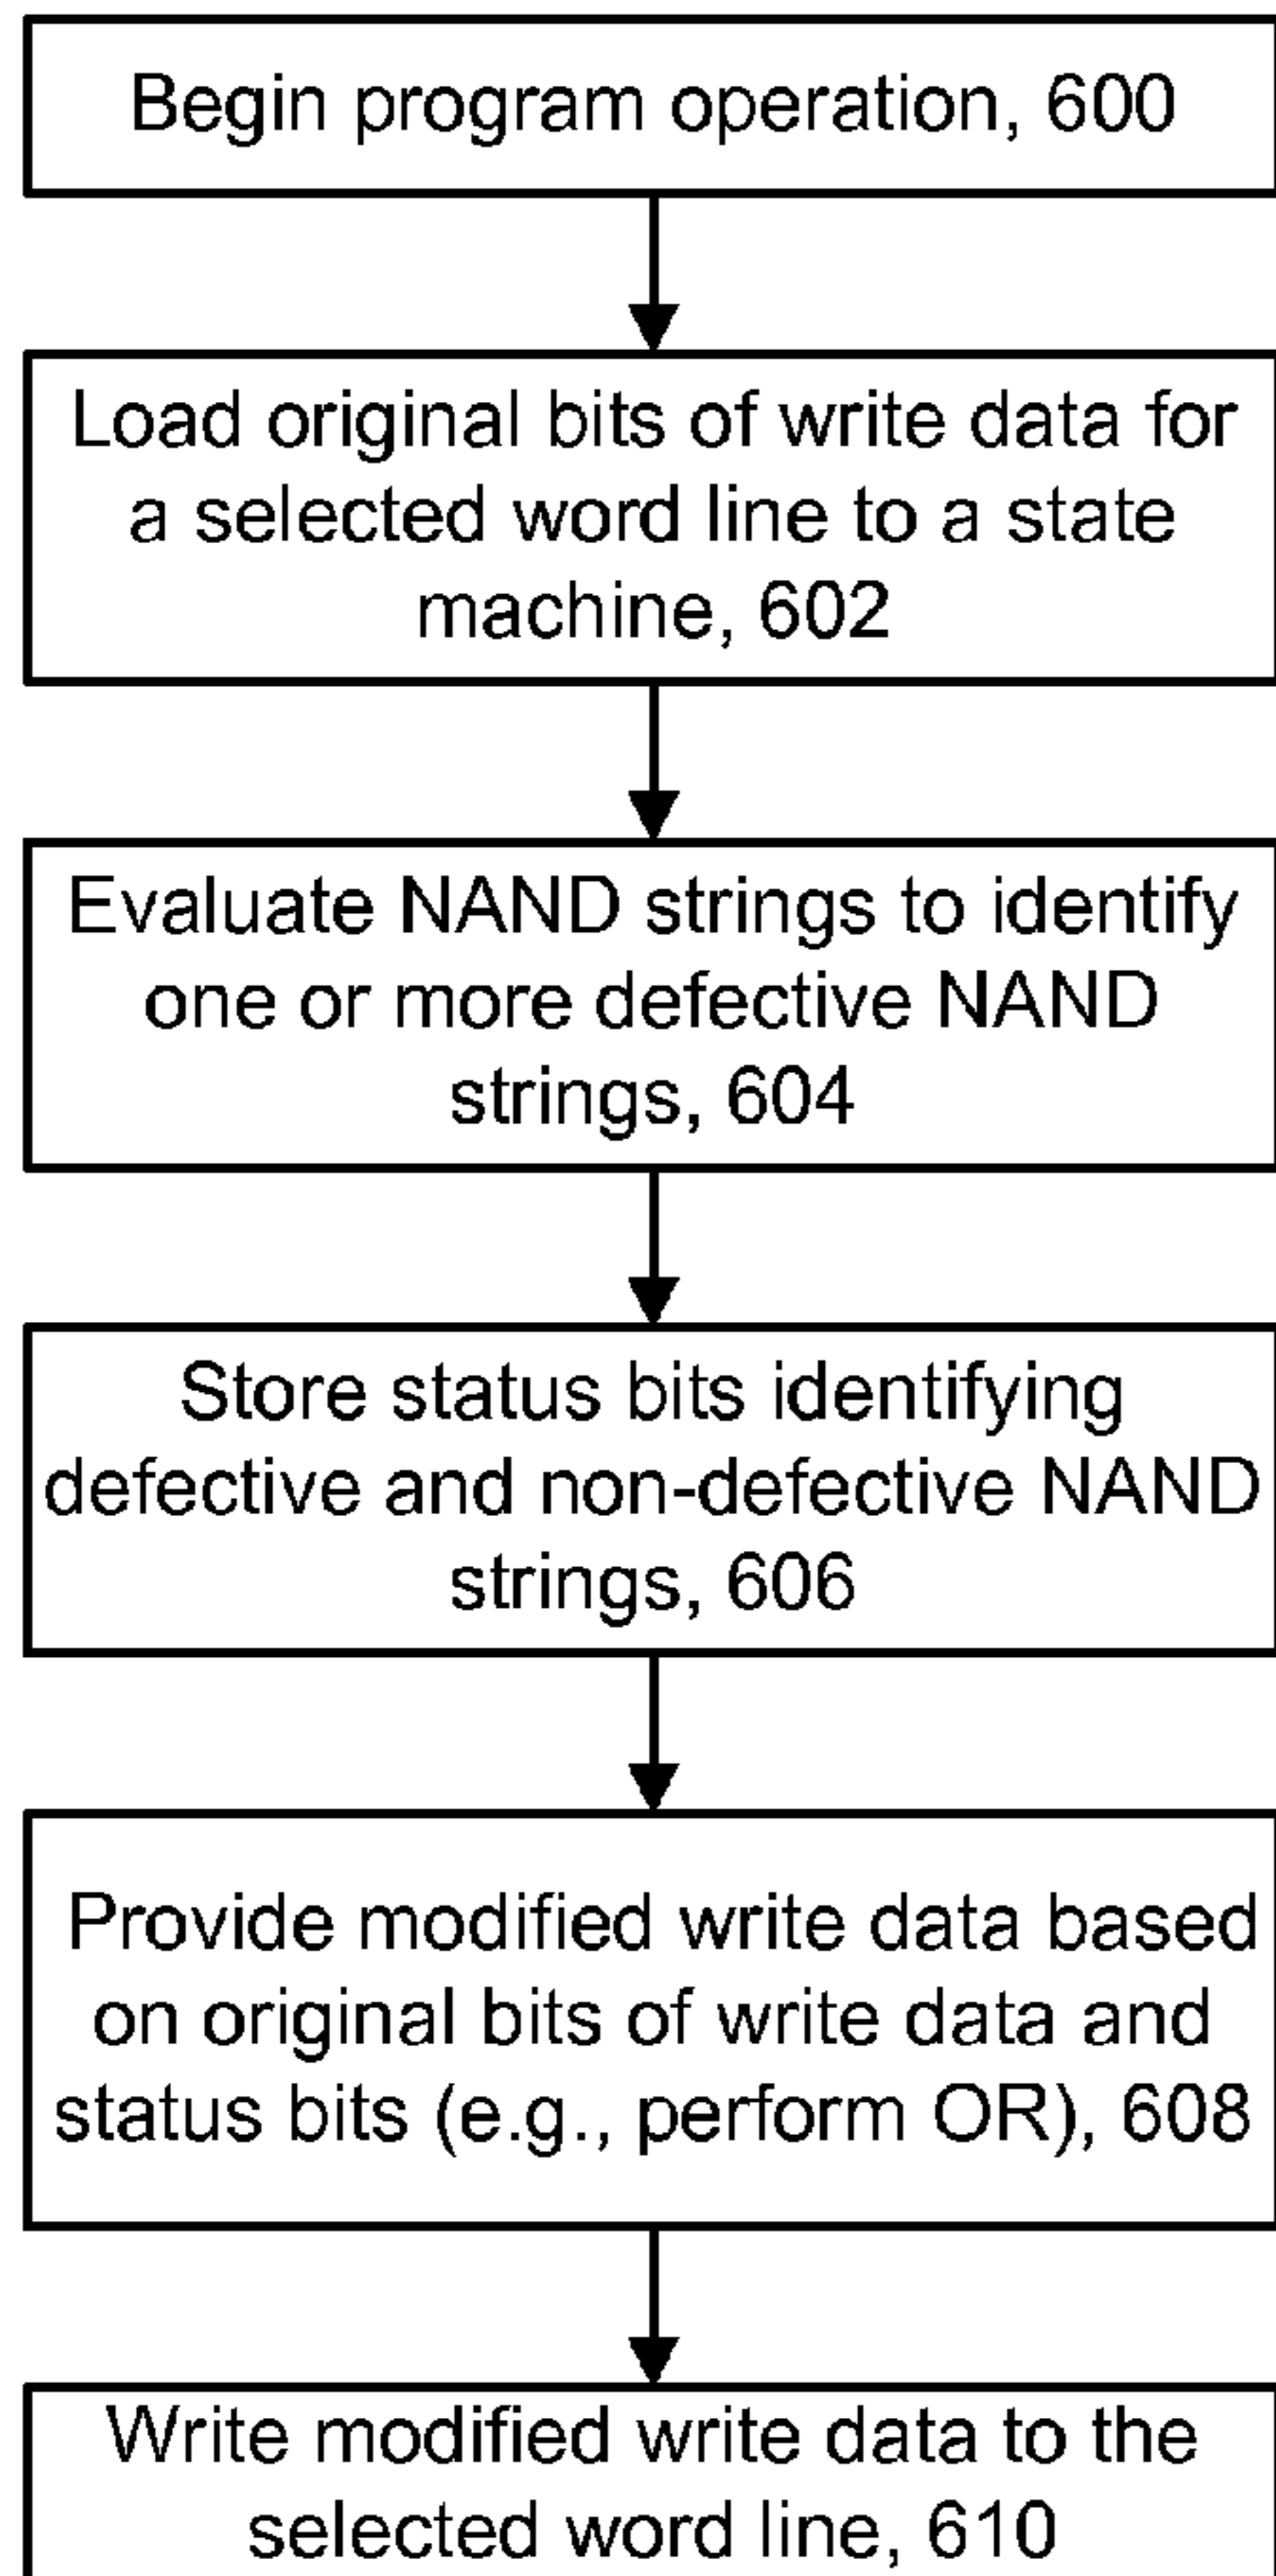 Begin program operation, 600
Load original bits of write data for
a selected word line to a state
machine, 602
Evaluate NAND strings to identify
one or more defective NAND
strings, 604
Store status bits identifying
defective and non-defective NAND
strings, 606
Provide modified write data based
on original bits of write data and
status bits (e.g., perform OR), 608
Write modified write data to the
selected word line, 610